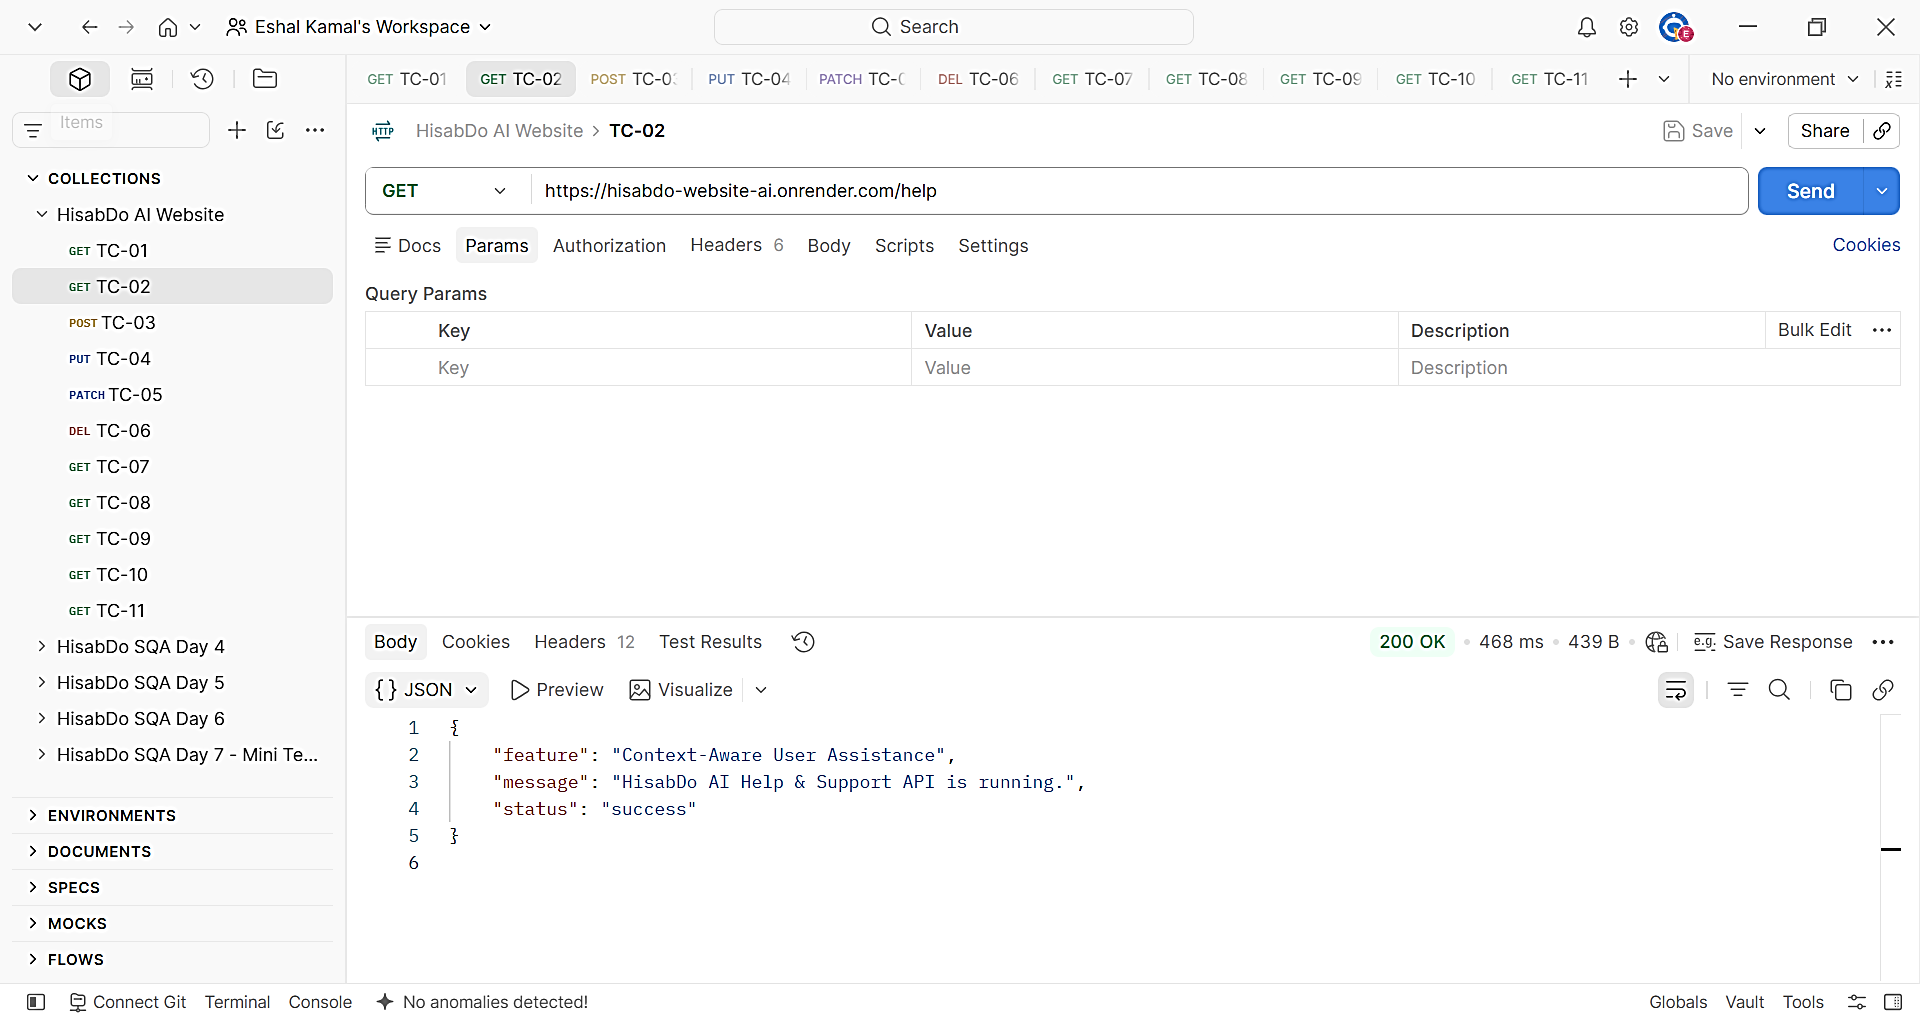 Eshal Kamal's Workspace
Search
E
Items
COLLECTIONS
HisabDo AI Website
GET TC-01
GET TC-02
POST TC-03
PUT TC-04
PATCH TC-05
DEL TC-06
GET TC-07
GET TC-08
GET TC-09
GET TC-10
GET TC-11
HisabDo SQA Day 4
HisabDo SQA Day 5
HisabDo SQA Day 6
HisabDo SQA Day 7 - Mini Te...
ENVIRONMENTS
DOCUMENTS
SPECS
MOCKS
FLOWS
GET TC-01 GET TC-02 POST TC-0 PUT TC-04 PATCH TC- DEL TC-06 GET TC-07 GET TC-08 GET TC-09 GET TC-10 GET TC-11 No environment
HTTP HisabDo AI Website > TC-02 Save Share
GET https://hisabdo-website-ai.onrender.com/help Send
Docs Params Authorization Headers 6 Body Scripts Settings Cookies
Query Params
Key Value Description Bulk Edit
Key Value Description
Body Cookies Headers 12 Test Results 200 OK • 468 ms • 439 B • e.g. Save Response
{} JSON Preview Visualize
1 {
2 "feature": "Context-Aware User Assistance",
3 "message": "HisabDo AI Help & Support API is running.",
4 "status": "success"
5 }
6
Connect Git Terminal Console No anomalies detected! Globals Vault Tools